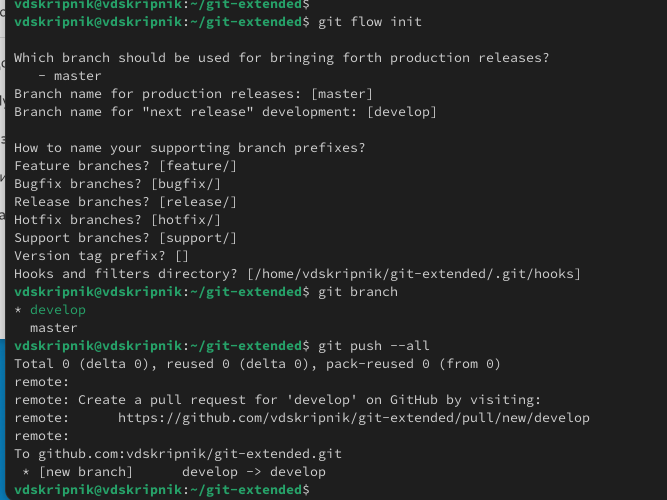 vdskripnik@vdskripnik:~/git-extended$
vdskripnik@vdskripnik:~/git-extended$ git flow init

Which branch should be used for bringing forth production releases?
   - master
Branch name for production releases: [master]
Branch name for "next release" development: [develop]

How to name your supporting branch prefixes?
Feature branches? [feature/]
Bugfix branches? [bugfix/]
Release branches? [release/]
Hotfix branches? [hotfix/]
Support branches? [support/]
Version tag prefix? []
Hooks and filters directory? [/home/vdskripnik/git-extended/.git/hooks]
vdskripnik@vdskripnik:~/git-extended$ git branch
* develop
  master
vdskripnik@vdskripnik:~/git-extended$ git push --all
Total 0 (delta 0), reused 0 (delta 0), pack-reused 0 (from 0)
remote:
remote: Create a pull request for 'develop' on GitHub by visiting:
remote:      https://github.com/vdskripnik/git-extended/pull/new/develop
remote:
To github.com:vdskripnik/git-extended.git
 * [new branch]      develop -> develop
vdskripnik@vdskripnik:~/git-extended$